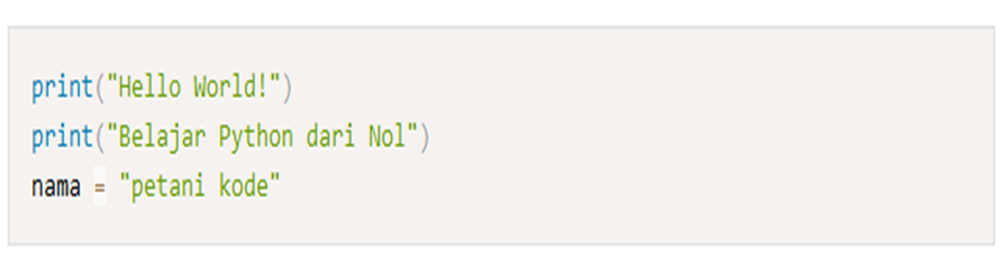 print("Hello World!")
print("Belajar Python dari Nol")
nama = "petani kode"